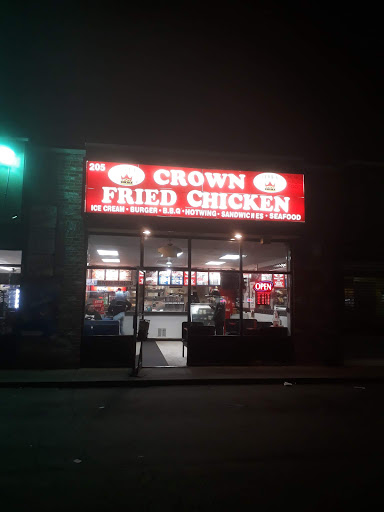 205
CROWN
FRIED CHICKEN
ICE CREAM • BURGER • B.B.Q • HOTWING • SANDWICHES • SEAFOOD
OPEN